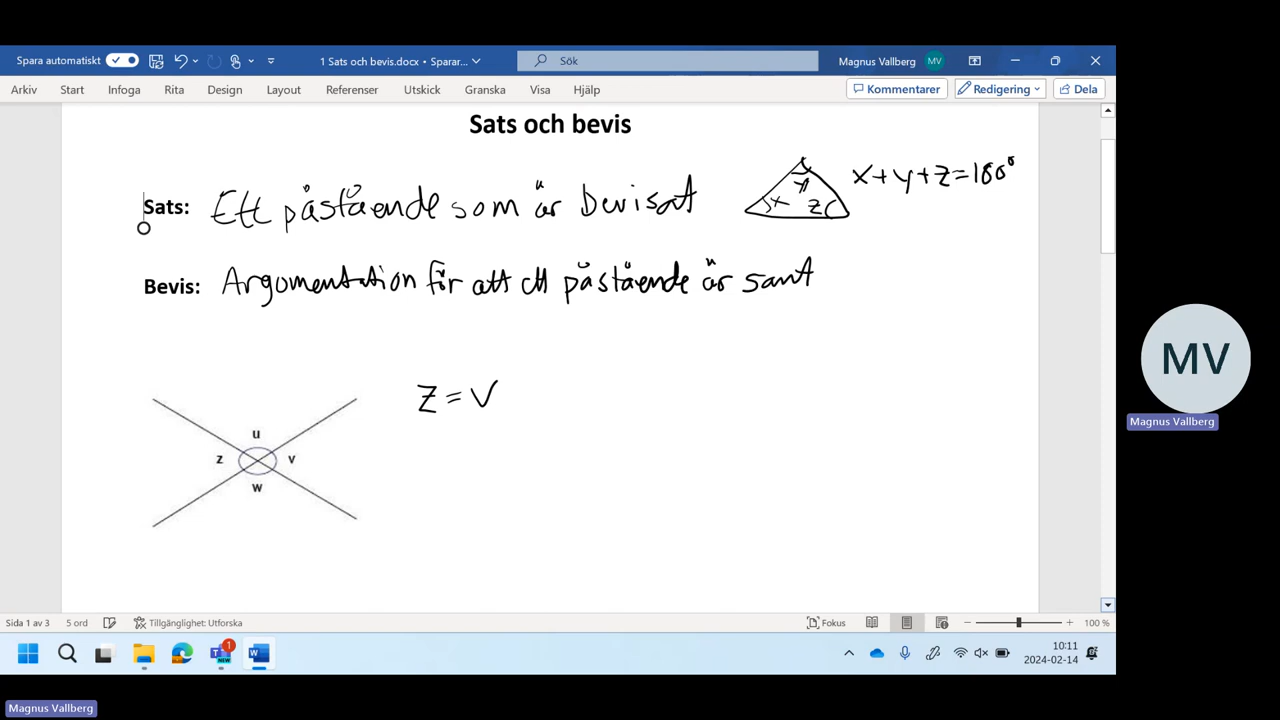 Spara automatiskt
1 Sats och bevis.docx • Sparar...
Sök
Magnus Vallberg MV
Arkiv Start Infoga Rita Design Layout Referenser Utskick Granska Visa Hjälp
Kommentarer Redigering Dela
Sats och bevis
Sats: Ett påstående som är bevisat
x y z
x+y+z=180°
Bevis: Argumentation för att ett påstående är sant
z = v
u
z v
w
MV
Magnus Vallberg
Sida 1 av 3 5 ord Tillgänglighet: Utforska Fokus 100 %
1
NEW
10:11
2024-02-14
Magnus Vallberg